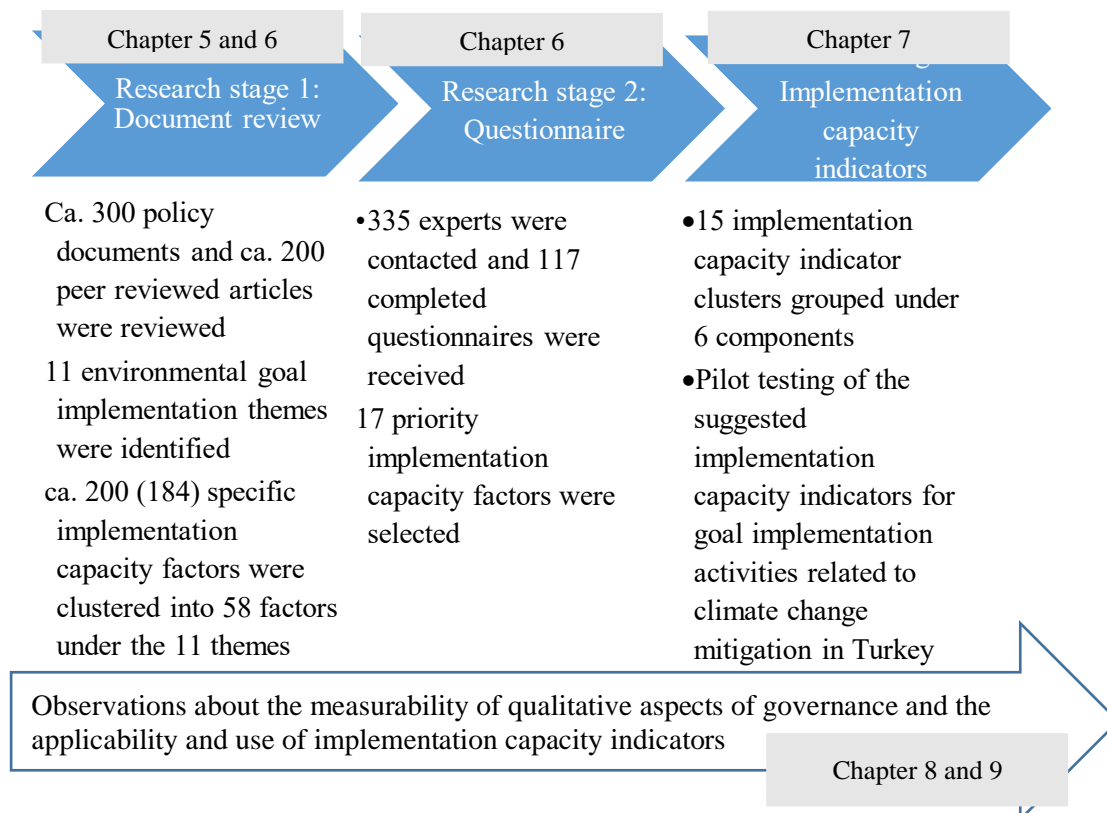 Chapter 5 and 6
Research stage 1:
Document review
Ca. 300 policy
documents and ca. 200
peer reviewed articles
were reviewed
11 environmental goal
implementation themes
were identified
ca. 200 (184) specific
implementation
capacity factors were
clustered into 58 factors
under the 11 themes
Chapter 6
Research stage 2:
Questionnaire
•335 experts were
contacted and 117
completed
questionnaires were
received
17 priority
implementation
capacity factors were
selected
Chapter 7
Implementation
capacity
indicators
•15 implementation
capacity indicator
clusters grouped under
6 components
•Pilot testing of the
suggested
implementation
capacity indicators for
goal implementation
activities related to
climate change
mitigation in Turkey
Observations about the measurability of qualitative aspects of governance and the
applicability and use of implementation capacity indicators
Chapter 8 and 9